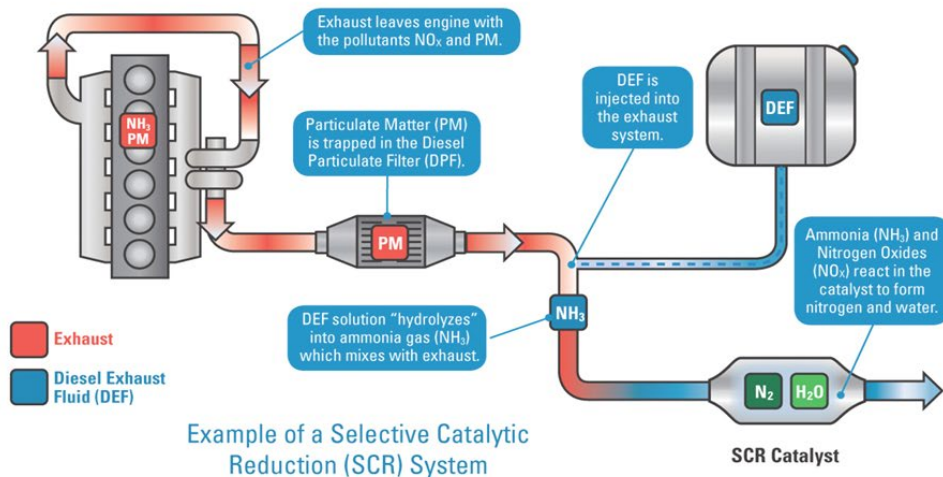 Exhaust leaves engine with
the pollutants NOx and PM.
NH3
PM
Particulate Matter (PM)
is trapped in the Diesel
Particulate Filter (DPF).
DEF is
injected into
the exhaust
system.
DEF
PM
Ammonia (NH3) and
Nitrogen Oxides
(NOx) react in the
catalyst to form
nitrogen and water.
NH3
DEF solution "hydrolyzes"
into ammonia gas (NH3)
which mixes with exhaust.
Exhaust
Diesel Exhaust
Fluid (DEF)
N2
H2O
SCR Catalyst
Example of a Selective Catalytic
Reduction (SCR) System